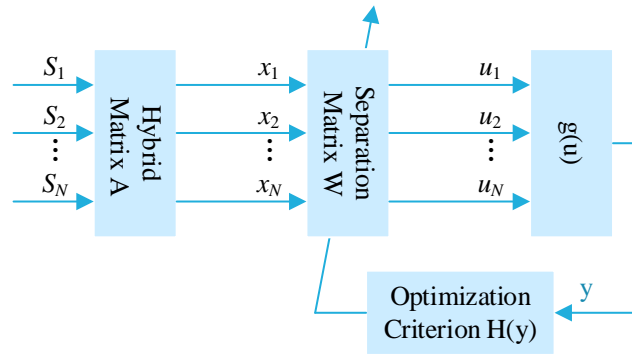 S1
S2
...
SN
Hybrid
Matrix A
x1
x2
...
xN
Separation
Matrix W
u1
u2
...
uN
g(u)
y
Optimization
Criterion H(y)